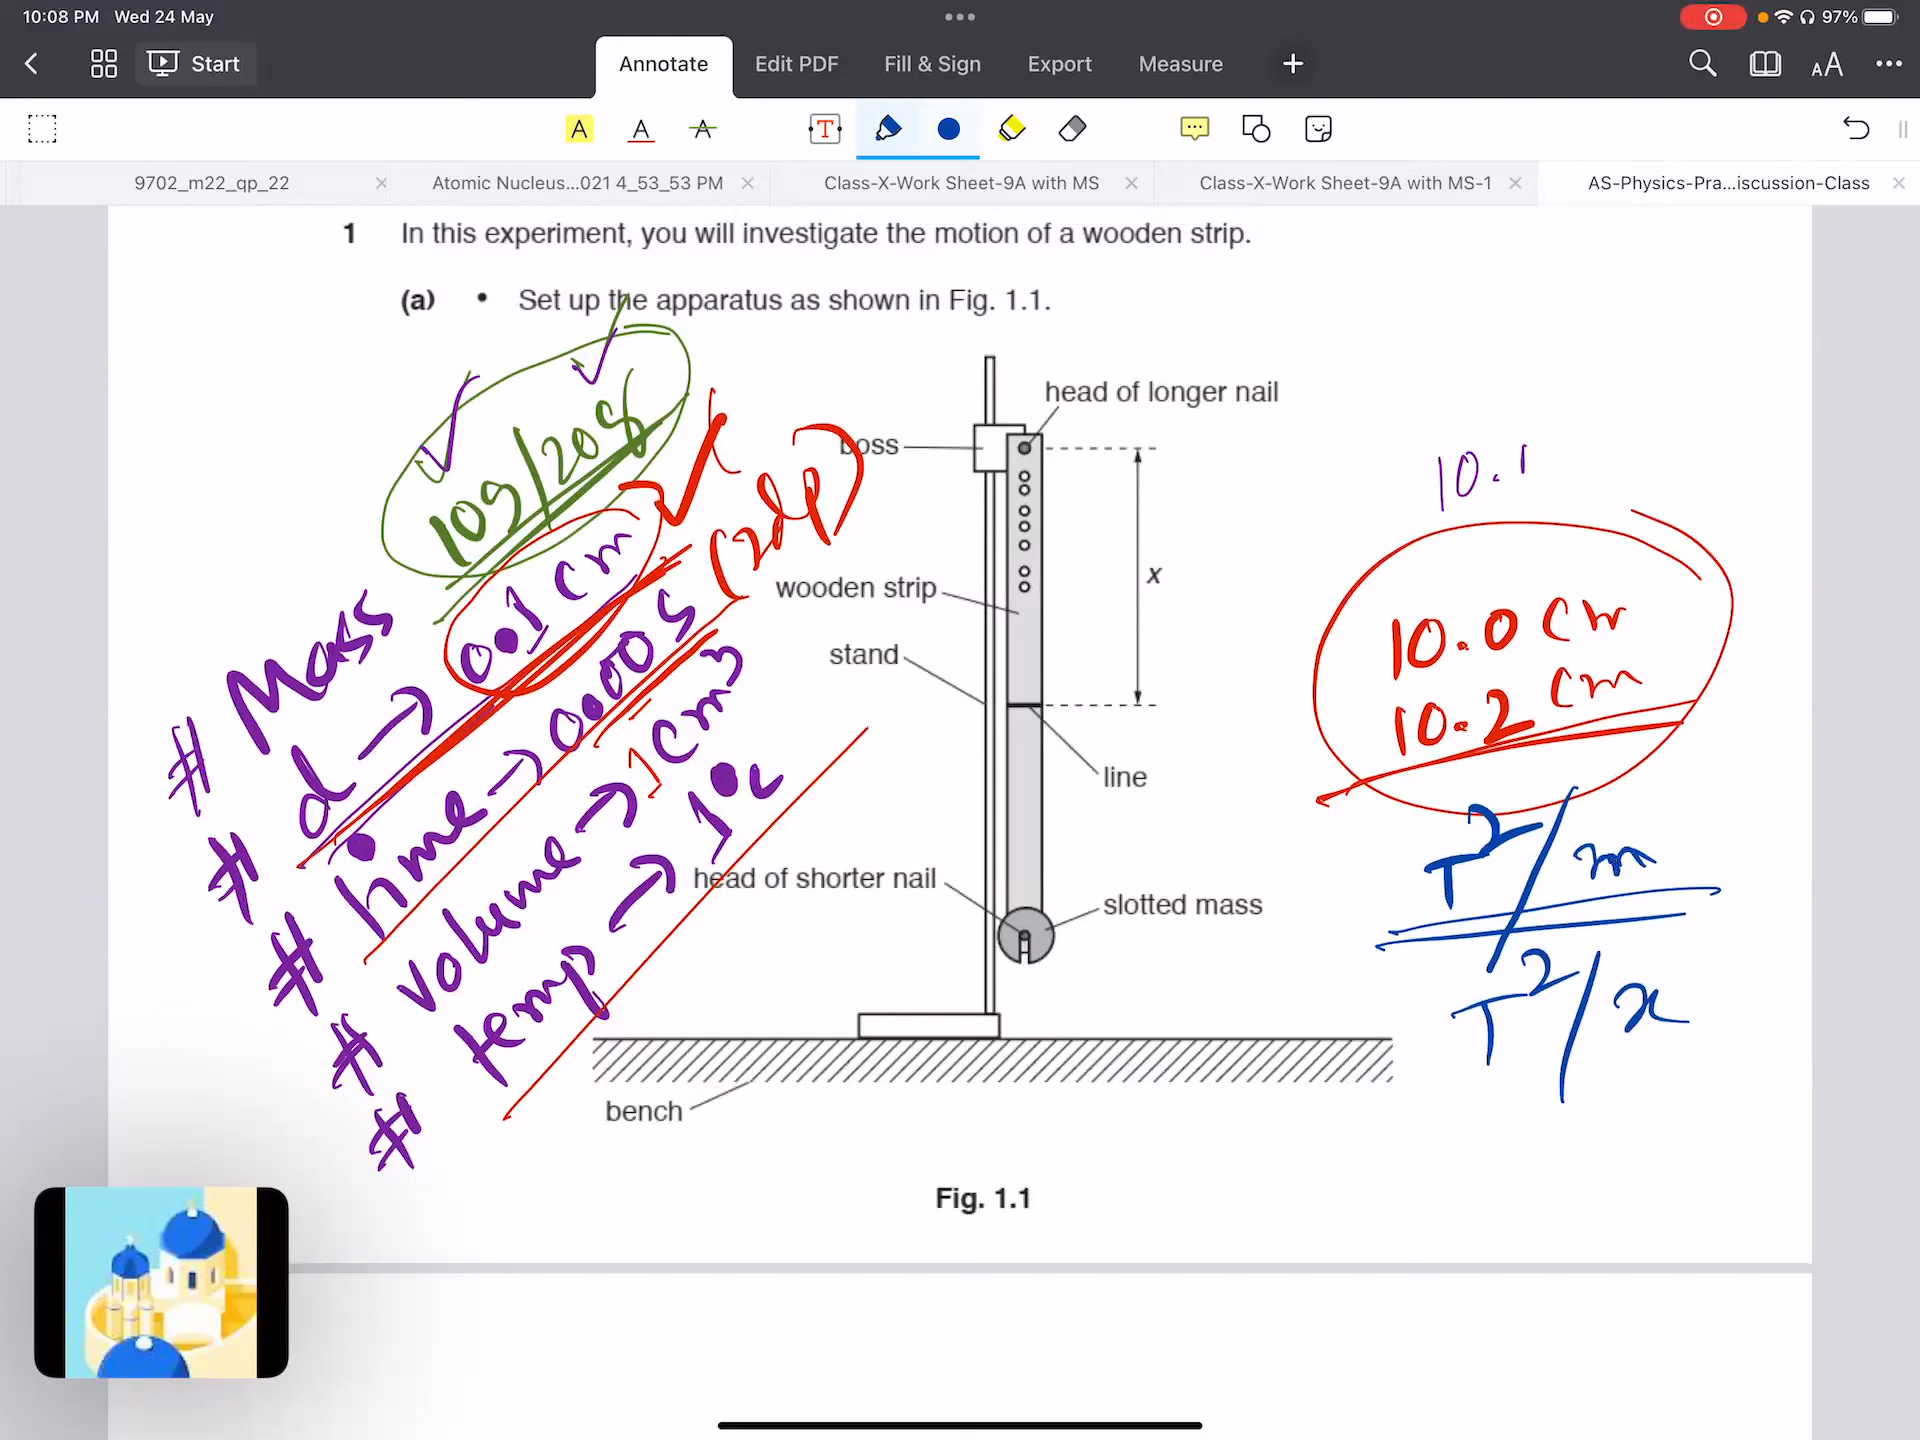 10:08 PM Wed 24 May
97%
Start
Annotate
Edit PDF
Fill & Sign
Export
Measure
AA
A A A T
9702_m22_qp_22
Atomic Nucleus...021 4_53_53 PM
Class-X-Work Sheet-9A with MS
Class-X-Work Sheet-9A with MS-1
AS-Physics-Pra...iscussion-Class
1 In this experiment, you will investigate the motion of a wooden strip.
(a) • Set up the apparatus as shown in Fig. 1.1.
head of longer nail
boss
wooden strip
x
stand
line
head of shorter nail
slotted mass
bench
Fig. 1.1
# Mass 10g/20g
# d → 0.1 cm
# time → 0.00 s (2dp)
# Volume → 1 cm³
# temp → 1°C
10.1
10.0 cm
10.2 cm
T²/m
T²/x